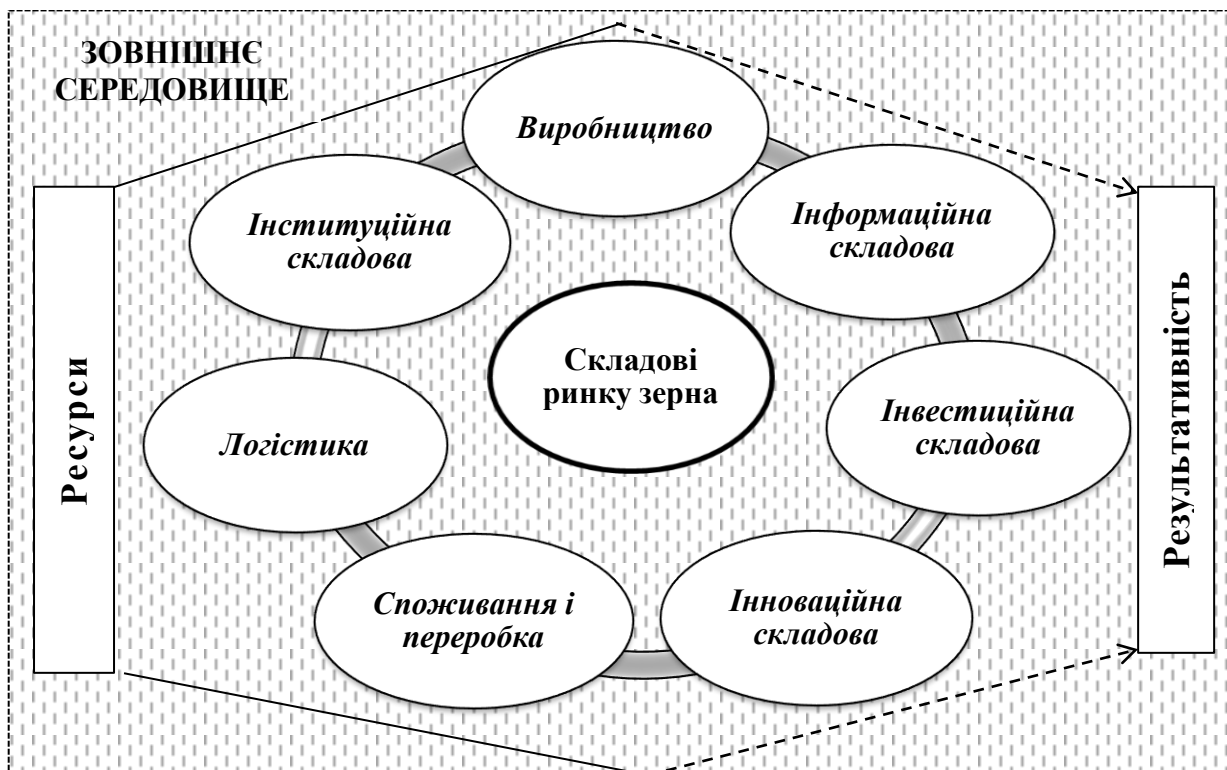 ЗОВНІШНЄ
СЕРЕДОВИЩЕ
Виробництво
Інституційна
складова
Інформаційна
складова
Ресурси
Складові
ринку зерна
Результативність
Логістика
Інвестиційна
складова
Споживання і
переробка
Інноваційна
складова